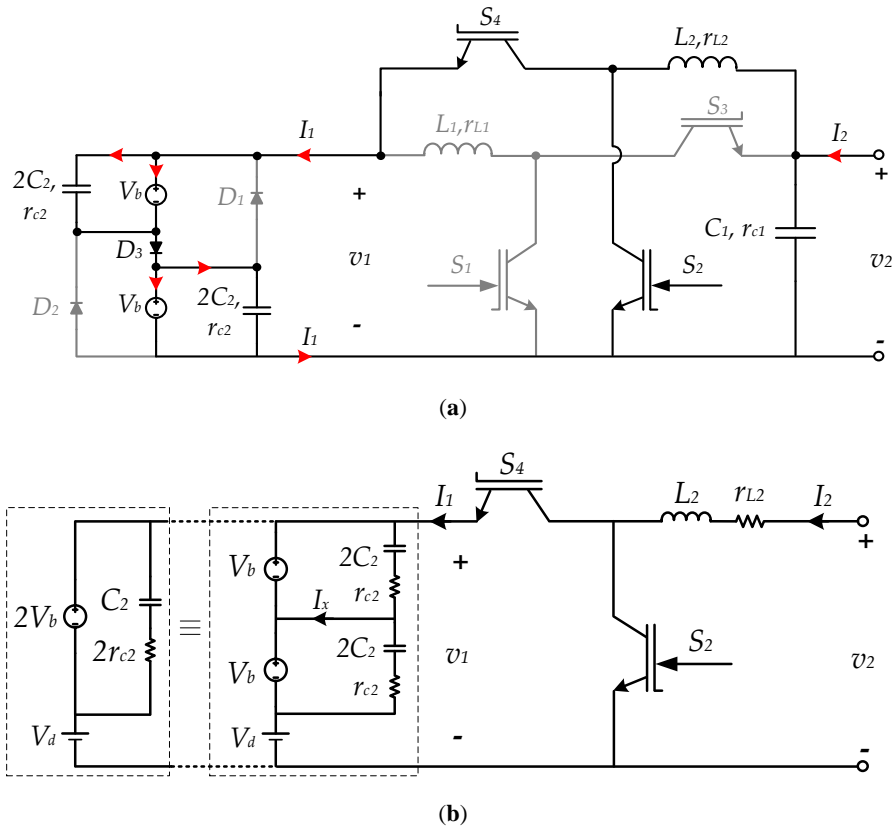 S4
L2,rL2
I1
L1,rL1
S3
I2
2C2,
rc2
Vb
D1
+
+
D3
C1, rc1
v1
S1
S2
v2
D2
Vb
2C2,
rc2
-
I1
-
(a)
S4
I1
L2
rL2
I2
2Vb
C2
2rc2
≡
Vb
2C2
rc2
+
+
Ix
Vb
2C2
rc2
v1
S2
v2
Vd
Vd
-
-
(b)